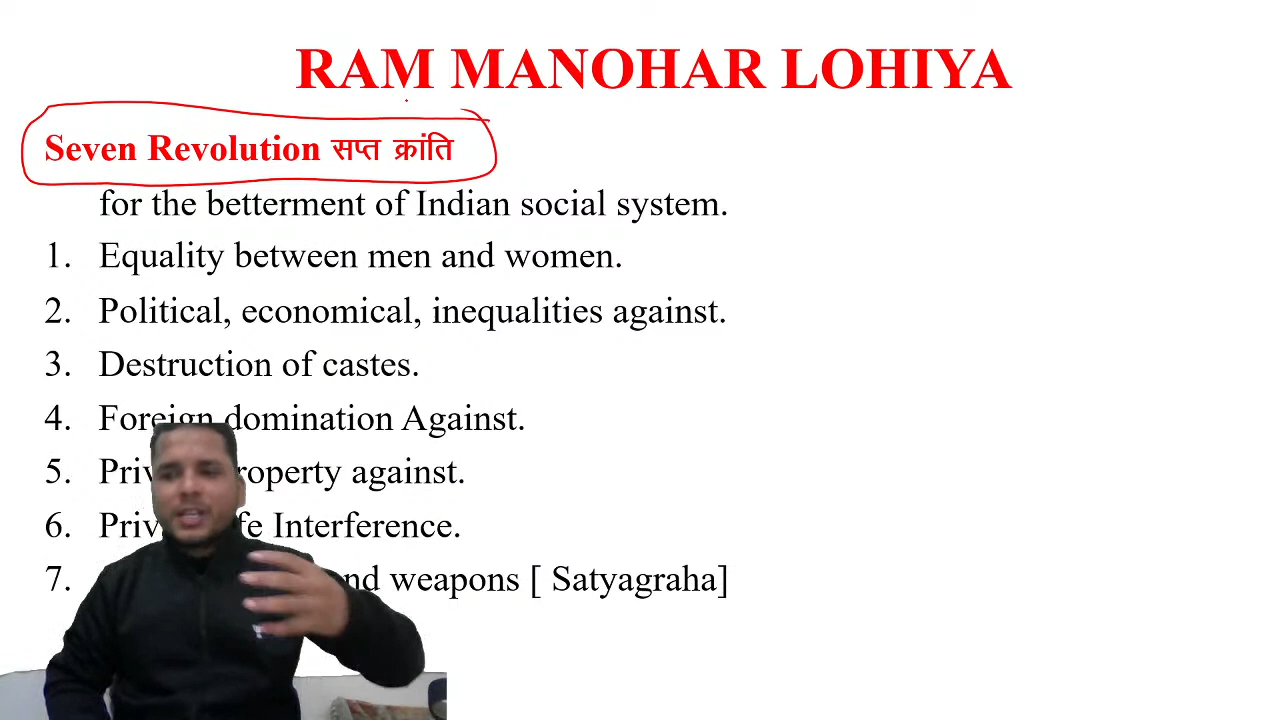 RAM MANOHAR LOHIYA
Seven Revolution सप्त क्रांति
for the betterment of Indian social system.
1. Equality between men and women.
2. Political, economical, inequalities against.
3. Destruction of castes.
4. Foreign domination Against.
5. property against.
6. Interference.
7. weapons [ Satyagraha]